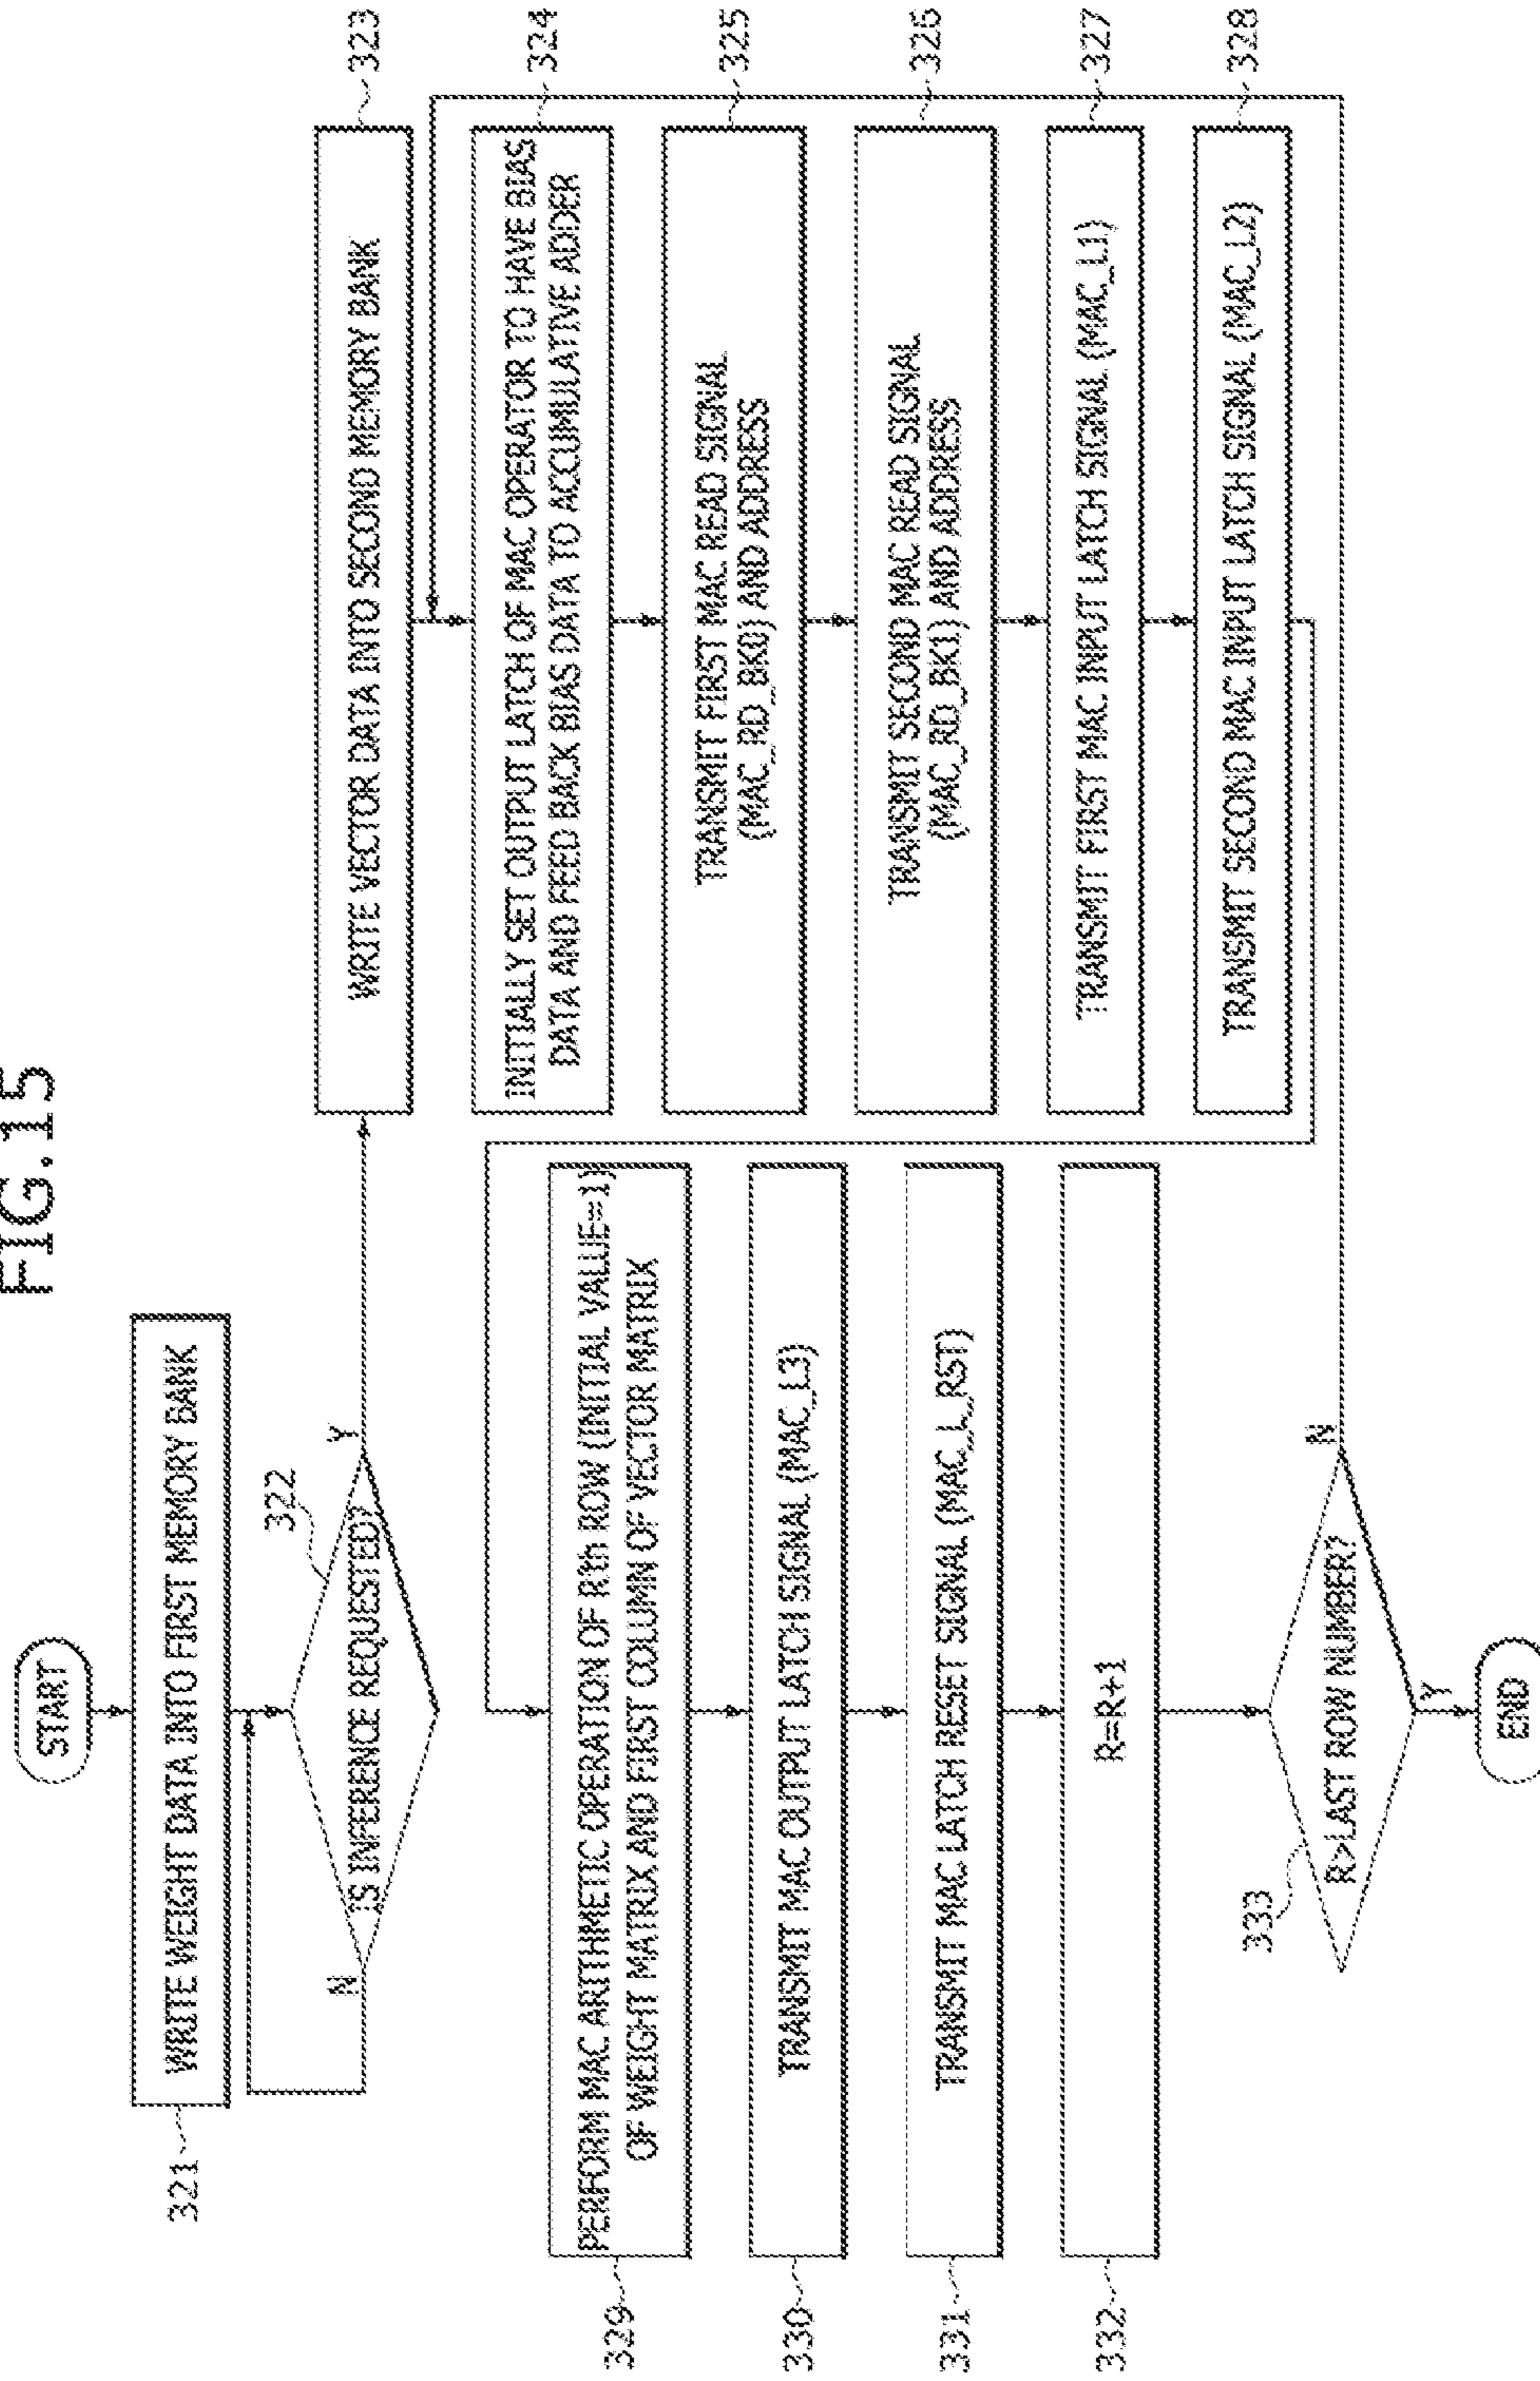 FIG.15
START
WRITE WEIGHT DATA INTO FIRST MEMORY BANK
321
IS INFERENCE REQUESTED?
322
N
Y
WRITE VECTOR DATA INTO SECOND MEMORY BANK
323
INITIALLY SET OUTPUT LATCH OF MAC OPERATOR TO HAVE BIAS
DATA AND FEED BACK BIAS DATA TO ACCUMULATIVE ADDER
324
TRANSMIT FIRST MAC READ SIGNAL
(MAC_RD_BK0) AND ADDRESS
325
TRANSMIT SECOND MAC READ SIGNAL
(MAC_RD_BK1) AND ADDRESS
326
TRANSMIT FIRST MAC INPUT LATCH SIGNAL (MAC_L1)
327
TRANSMIT SECOND MAC INPUT LATCH SIGNAL (MAC_L2)
328
PERFORM MAC ARITHMETIC OPERATION OF Rth ROW (INITIAL VALUE=1)
OF WEIGHT MATRIX AND FIRST COLUMN OF VECTOR MATRIX
329
TRANSMIT MAC OUTPUT LATCH SIGNAL (MAC_L3)
330
TRANSMIT MAC LATCH RESET SIGNAL (MAC_L_RST)
331
R=R+1
332
R>LAST ROW NUMBER?
333
N
Y
END